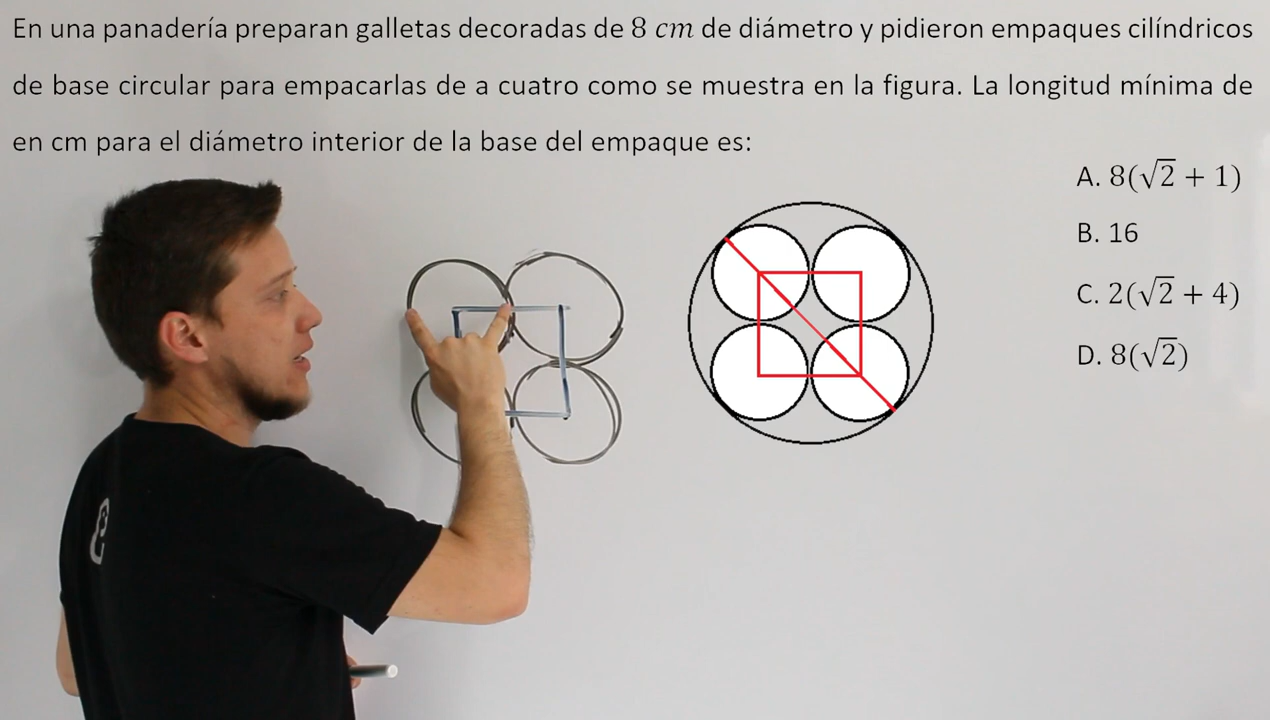 En una panadería preparan galletas decoradas de 8 cm de diámetro y pidieron empaques cilíndricos
de base circular para empacarlas de a cuatro como se muestra en la figura. La longitud mínima de
en cm para el diámetro interior de la base del empaque es:
A. 8(√2 + 1)
B. 16
C. 2(√2 + 4)
D. 8(√2)